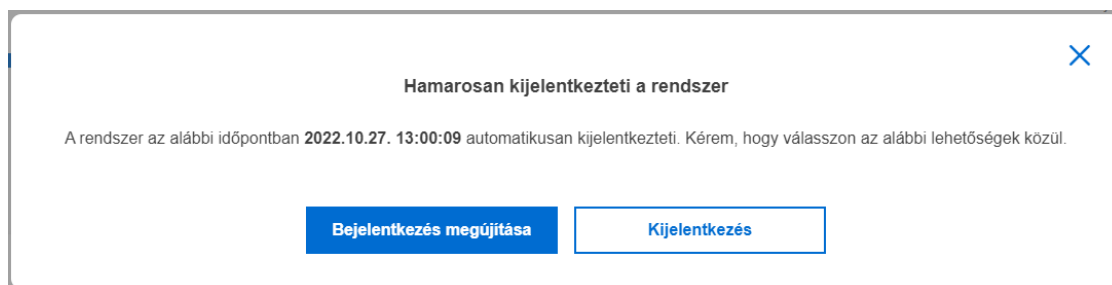 Hamarosan kijelentkezteti a rendszer
A rendszer az alábbi időpontban 2022.10.27. 13:00:09 automatikusan kijelentkezteti. Kérem, hogy válasszon az alábbi lehetőségek közül.
Bejelentkezés megújítása
Kijelentkezés